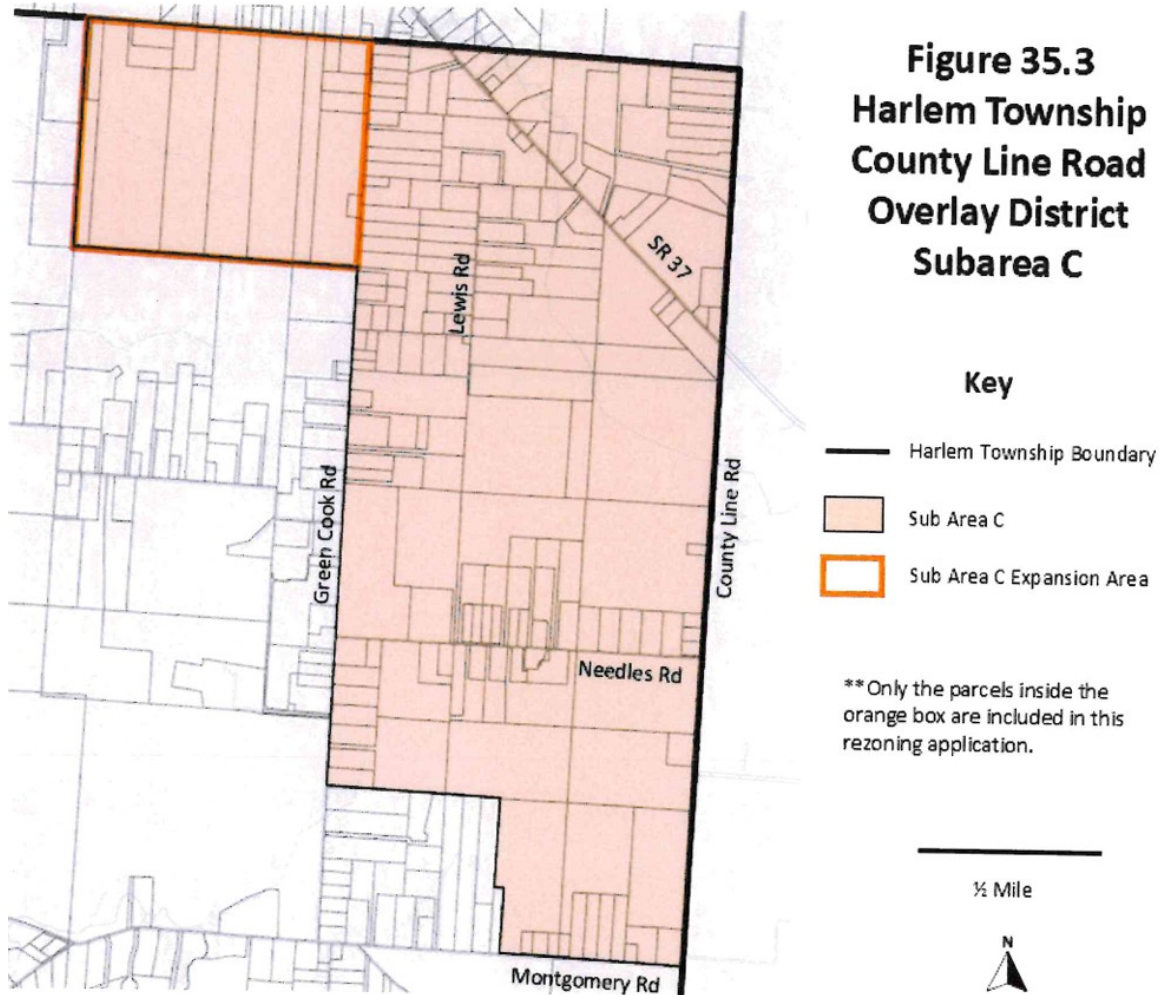 Figure 35.3
Harlem Township
County Line Road
Overlay District
Subarea C
Key
Harlem Township Boundary
Sub Area C
Sub Area C Expansion Area
**Only the parcels inside the
orange box are included in this
rezoning application.
½ Mile
N
SR 37
Lewis Rd
Green Cook Rd
County Line Rd
Needles Rd
Montgomery Rd